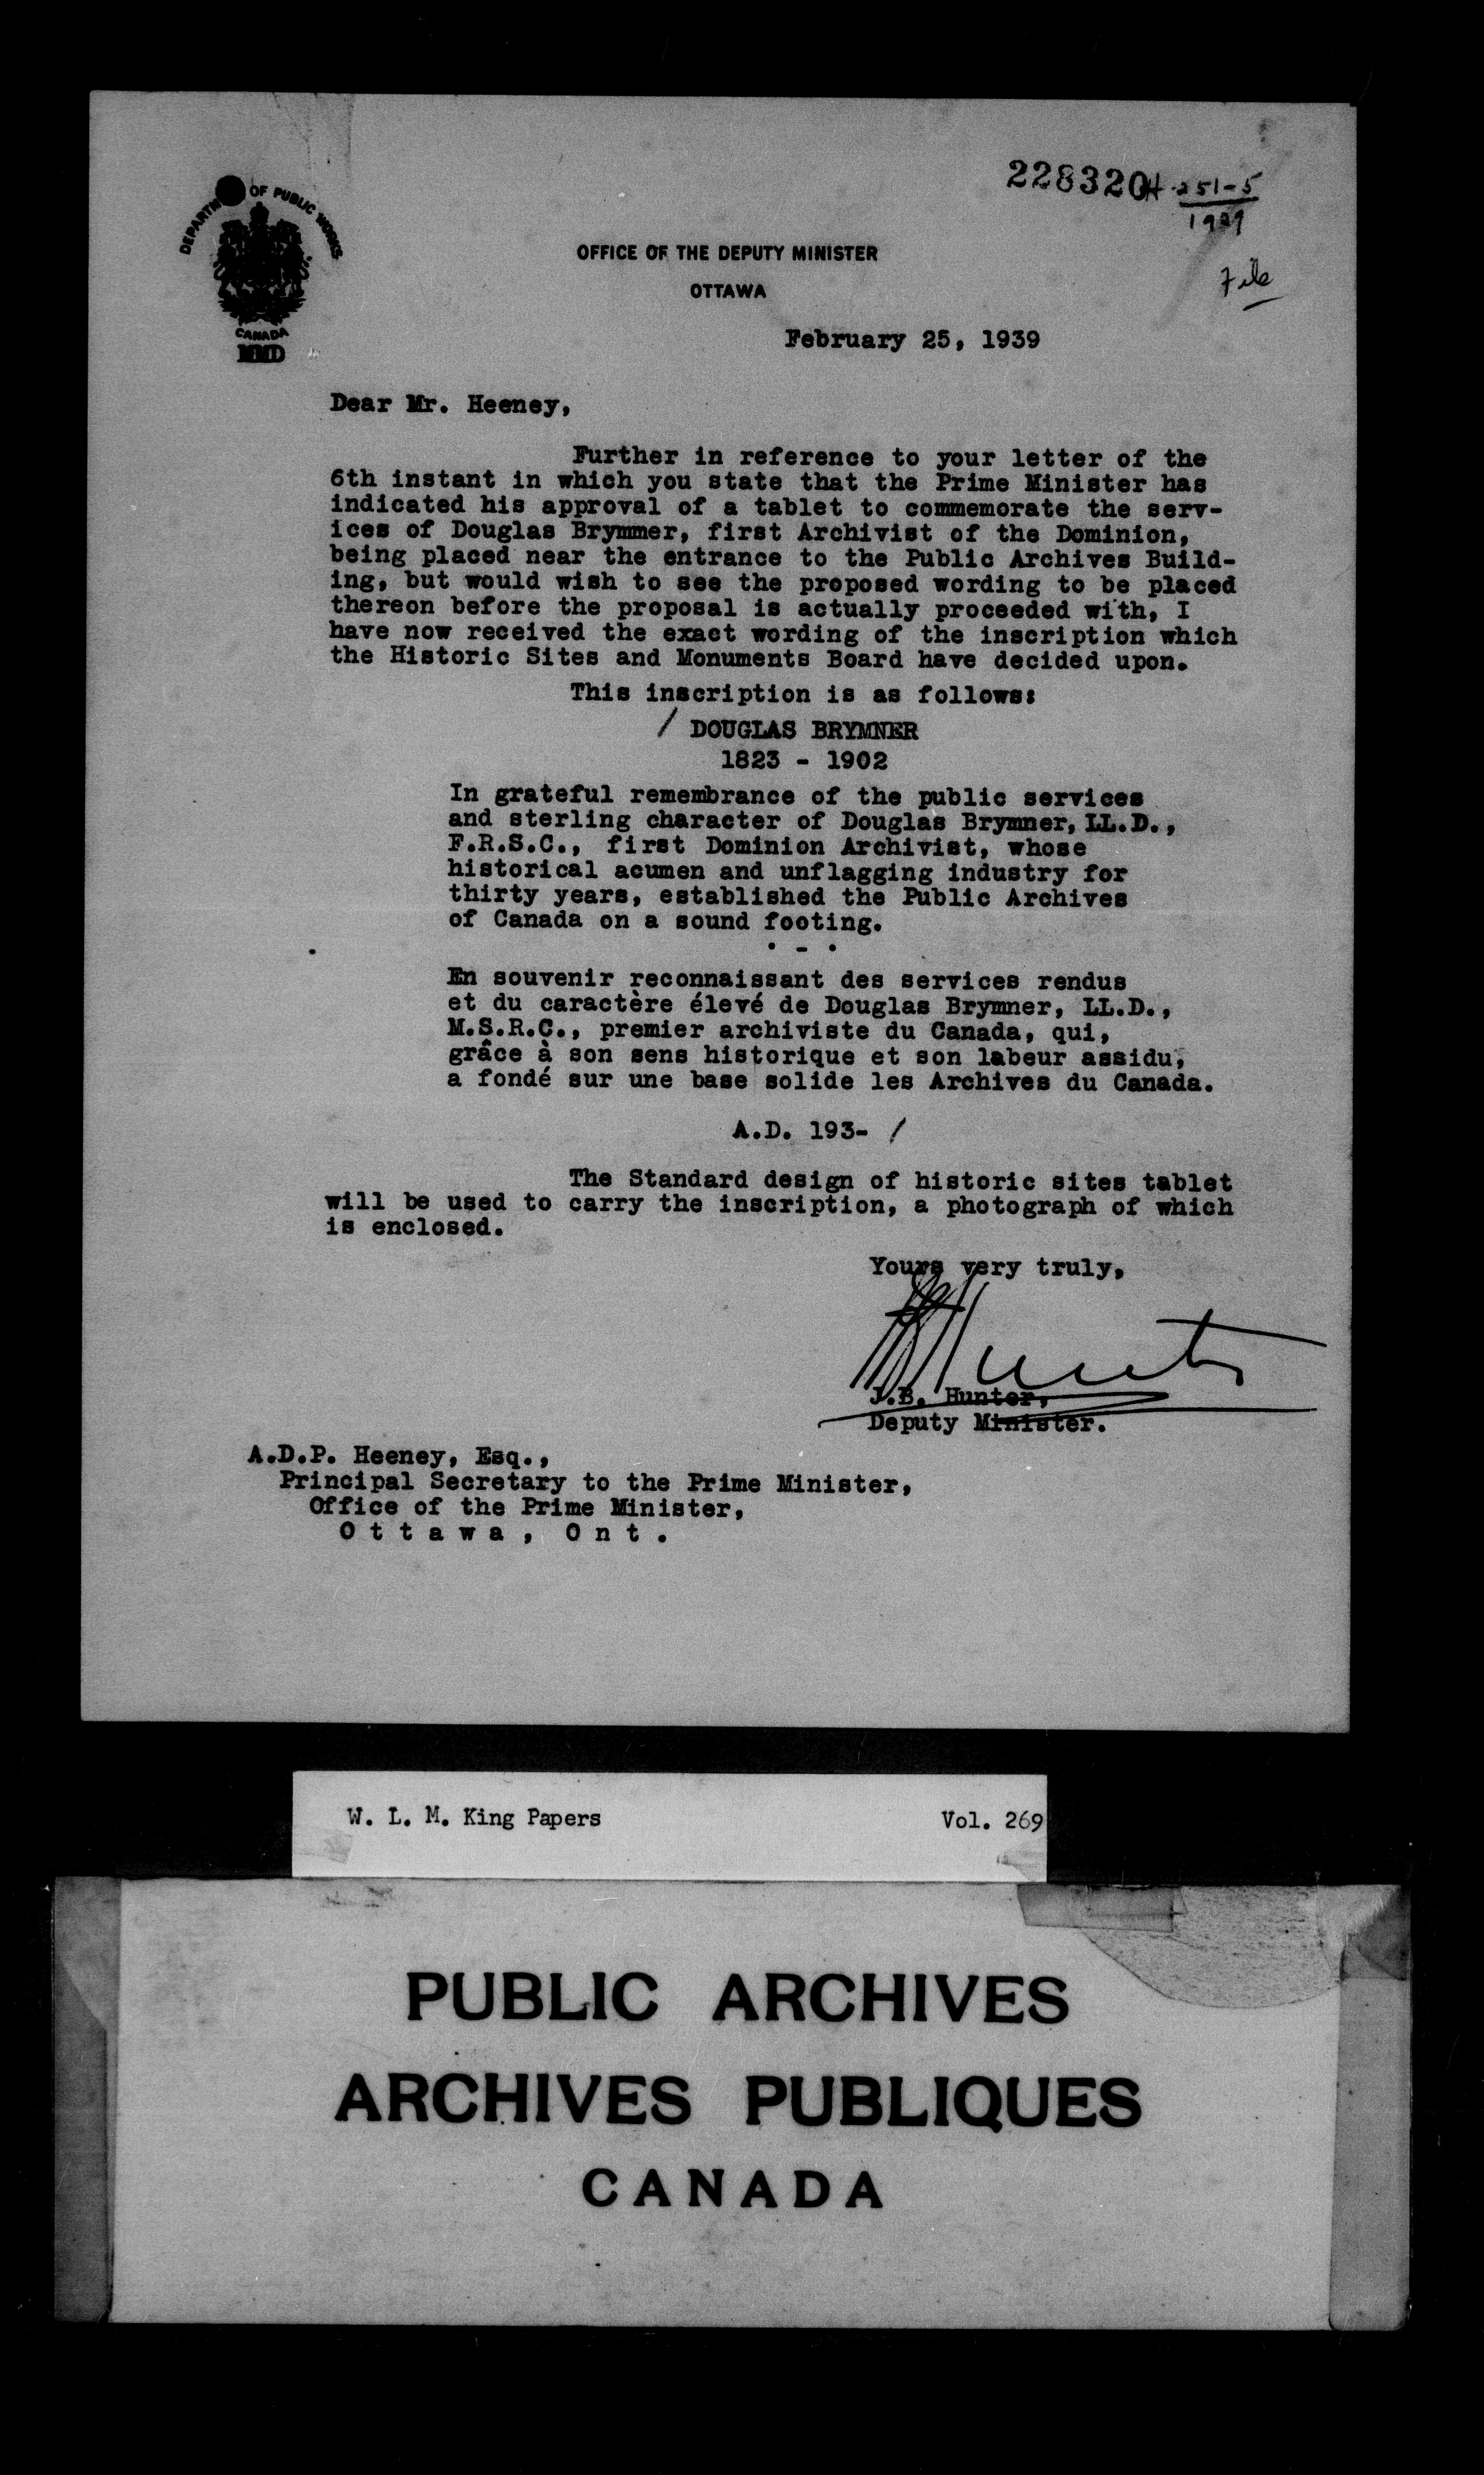 228320
H-251-5
1939
File
DEPARTM OF PUBLIC WORKS
CANADA
MMD
OFFICE OF THE DEPUTY MINISTER
OTTAWA
February 25, 1939
Dear Mr. Heeney,
Further in reference to your letter of the
6th instant in which you state that the Prime Minister has
indicated his approval of a tablet to commemorate the serv-
ices of Douglas Brymmer, first Archivist of the Dominion,
being placed near the entrance to the Public Archives Build-
ing, but would wish to see the proposed wording to be placed
thereon before the proposal is actually proceeded with, I
have now received the exact wording of the inscription which
the Historic Sites and Monuments Board have decided upon.
This inscription is as follows:
/ DOUGLAS BRYMNER
1823 - 1902
In grateful remembrance of the public services
and sterling character of Douglas Brymner, LL.D.,
F.R.S.C., first Dominion Archivist, whose
historical acumen and unflagging industry for
thirty years, established the Public Archives
of Canada on a sound footing.
. - .
En souvenir reconnaissant des services rendus
et du caractère élevé de Douglas Brymner, LL.D.,
M.S.R.C., premier archiviste du Canada, qui,
grâce à son sens historique et son labeur assidu,
a fondé sur une base solide les Archives du Canada.
A.D. 193- /
The Standard design of historic sites tablet
will be used to carry the inscription, a photograph of which
is enclosed.
Yours very truly,
J.B. Hunter,
Deputy Minister.
A.D.P. Heeney, Esq.,
Principal Secretary to the Prime Minister,
Office of the Prime Minister,
Ottawa, Ont.
W. L. M. King Papers Vol. 269
PUBLIC ARCHIVES
ARCHIVES PUBLIQUES
CANADA